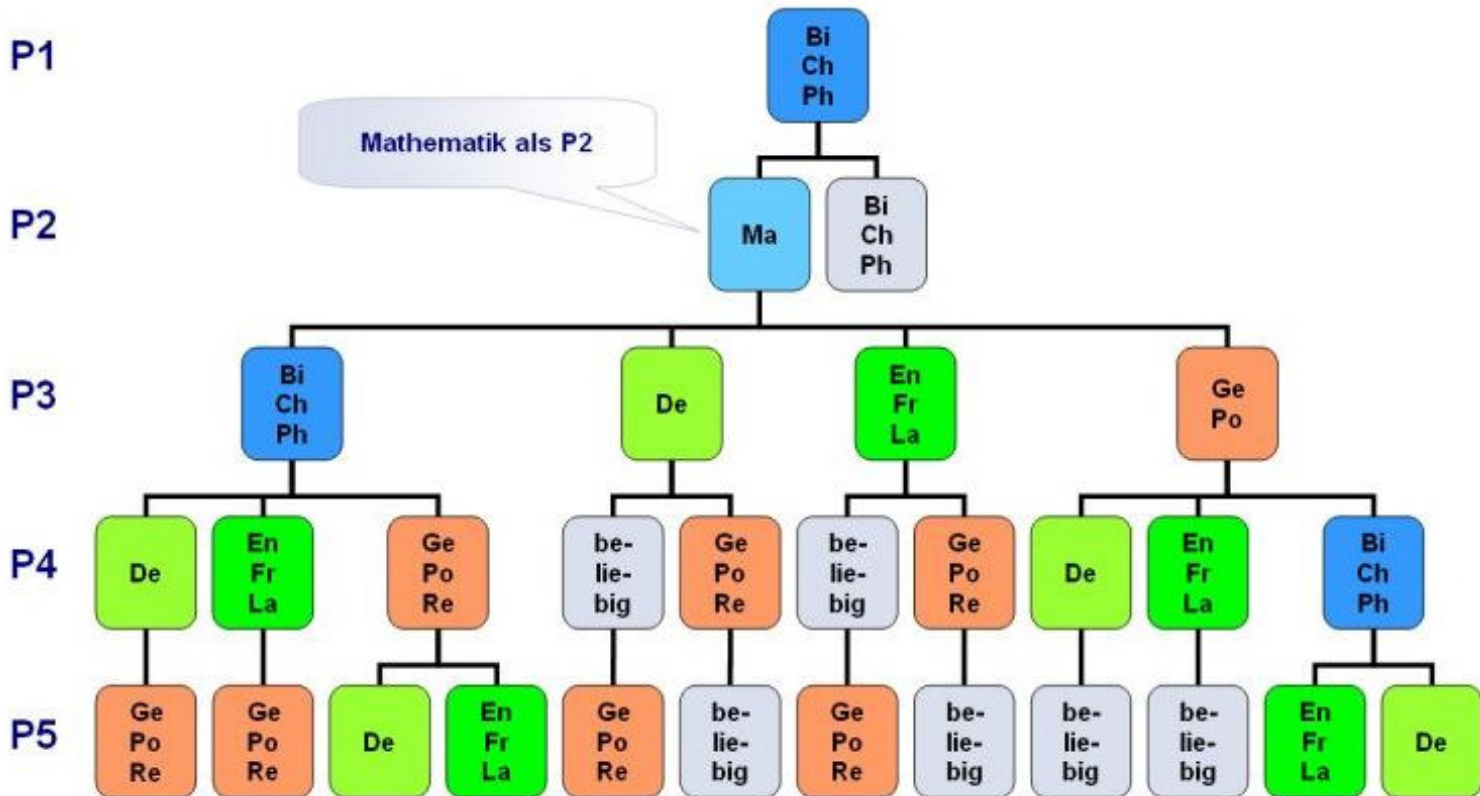 P1
Bi
Ch
Ph
Mathematik als P2
P2
Ma
Bi
Ch
Ph
P3
Bi
Ch
Ph
De
En
Fr
La
Ge
Po
P4
De
En
Fr
La
Ge
Po
Re
be-
lie-
big
Ge
Po
Re
be-
lie-
big
Ge
Po
Re
De
En
Fr
La
Bi
Ch
Ph
P5
Ge
Po
Re
Ge
Po
Re
De
En
Fr
La
Ge
Po
Re
be-
lie-
big
Ge
Po
Re
be-
lie-
big
be-
lie-
big
be-
lie-
big
En
Fr
La
De